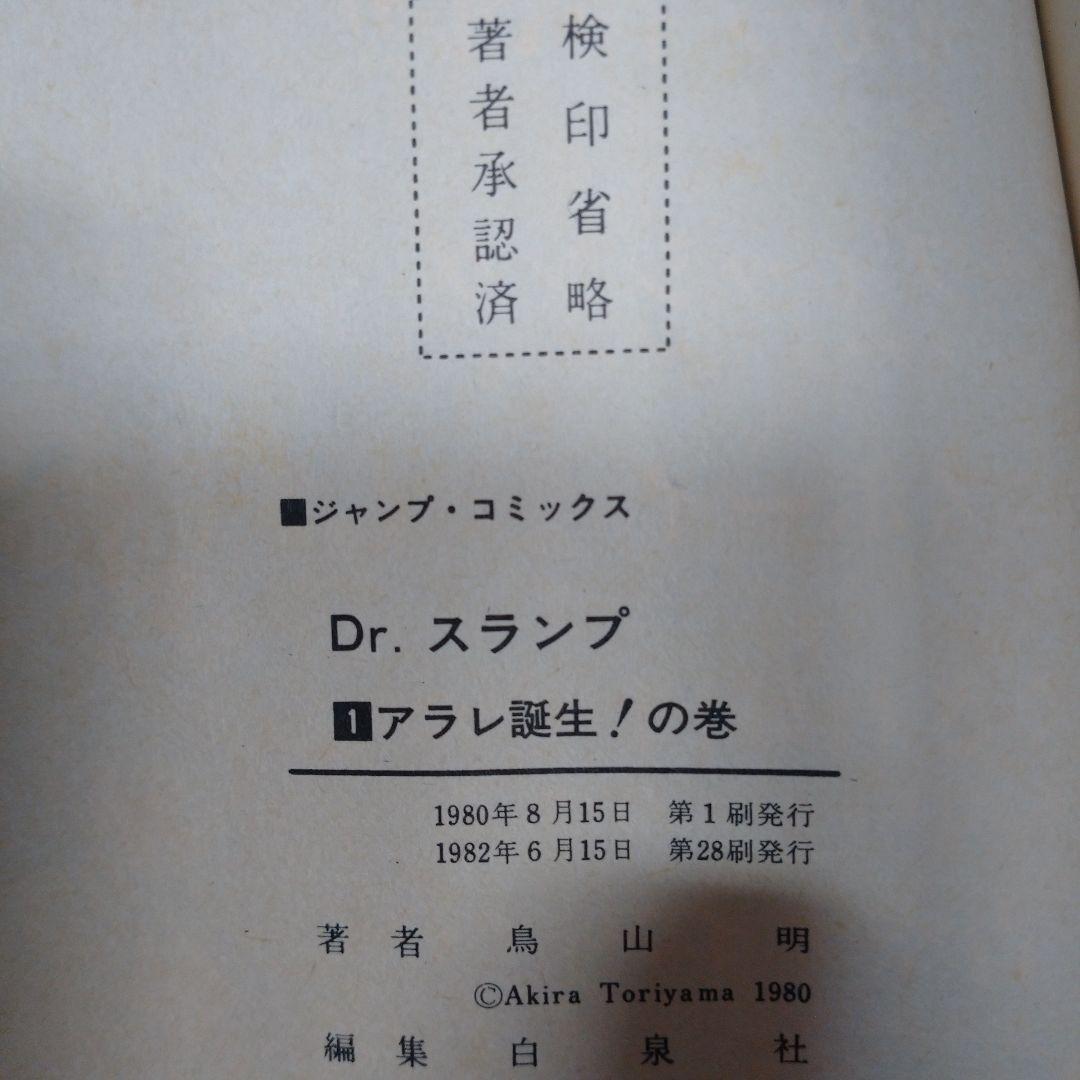 検印省略
著者承認済
■ジャンプ・コミックス
Dr. スランプ
1アラレ誕生!の巻
1980年8月15日 第1刷発行
1982年6月15日 第28刷発行
著者 鳥山明
©Akira Toriyama 1980
編集 白泉社